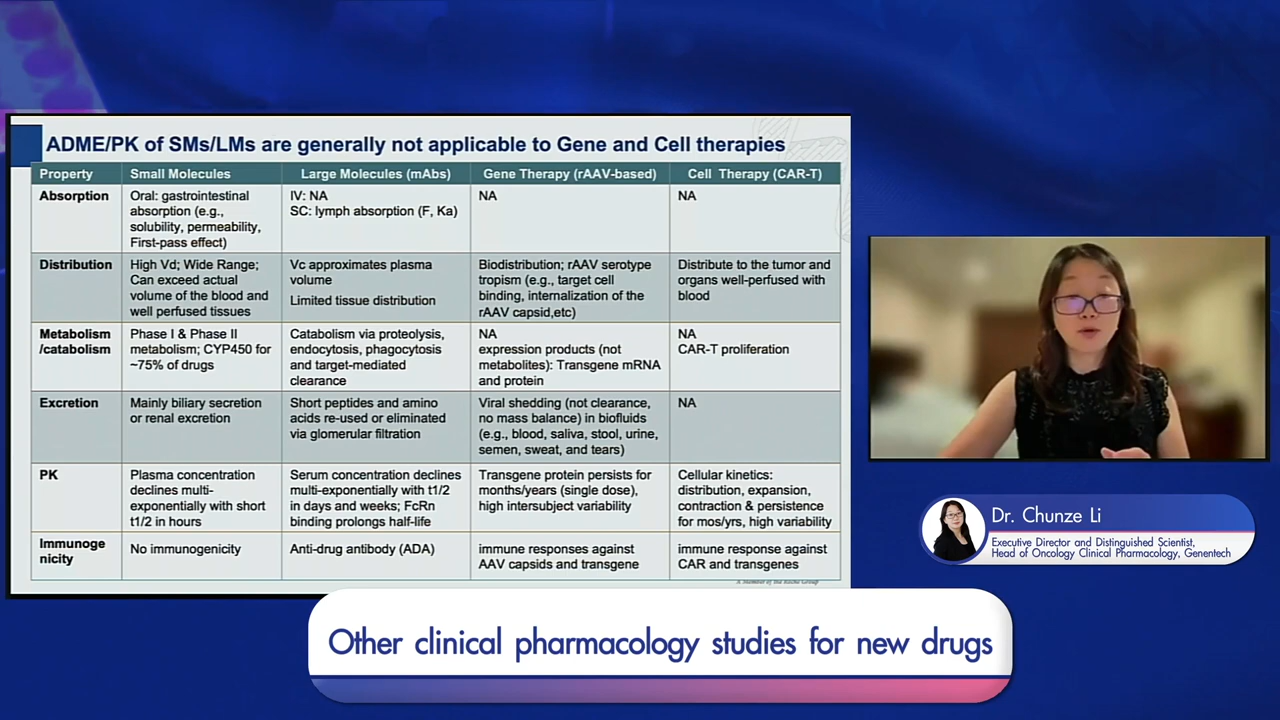 ADME/PK of SMs/LMs are generally not applicable to Gene and Cell therapies
Property
Small Molecules
Large Molecules (mAbs)
Gene Therapy (rAAV-based)
Cell Therapy (CAR-T)
Absorption
Oral: gastrointestinal
absorption (e.g.,
solubility, permeability,
First-pass effect)
IV: NA
SC: lymph absorption (F, Ka)
NA
NA
Distribution
High Vd; Wide Range;
Can exceed actual
volume of the blood and
well perfused tissues
Vc approximates plasma
volume
Limited tissue distribution
Biodistribution; rAAV serotype
tropism (e.g., target cell
binding, internalization of the
rAAV capsid,etc)
Distribute to the tumor and
organs well-perfused with
blood
Metabolism
/catabolism
Phase I & Phase II
metabolism; CYP450 for
~75% of drugs
Catabolism via proteolysis,
endocytosis, phagocytosis
and target-mediated
clearance
NA
expression products (not
metabolites): Transgene mRNA
and protein
NA
CAR-T proliferation
Excretion
Mainly biliary secretion
or renal excretion
Short peptides and amino
acids re-used or eliminated
via glomerular filtration
Viral shedding (not clearance,
no mass balance) in biofluids
(e.g., blood, saliva, stool, urine,
semen, sweat, and tears)
NA
PK
Plasma concentration
declines multi-
exponentially with short
t1/2 in hours
Serum concentration declines
multi-exponentially with t1/2
in days and weeks; FcRn
binding prolongs half-life
Transgene protein persists for
months/years (single dose),
high intersubject variability
Cellular kinetics:
distribution, expansion,
contraction & persistence
for mos/yrs, high variability
Immunoge
nicity
No immunogenicity
Anti-drug antibody (ADA)
immune responses against
AAV capsids and transgene
immune response against
CAR and transgenes
A Member of the Roche Group
Dr. Chunze Li
Executive Director and Distinguished Scientist,
Head of Oncology Clinical Pharmacology, Genentech
Other clinical pharmacology studies for new drugs